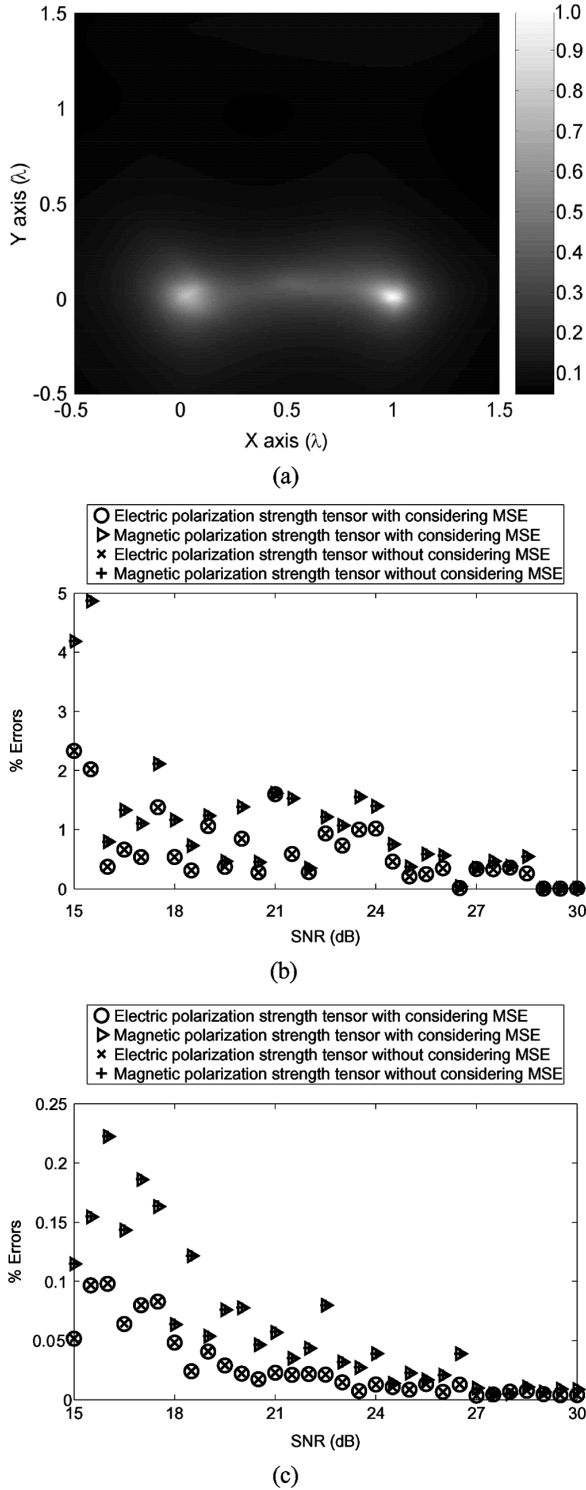 1.5
1
0.5
0
-0.5
Y axis (λ)
-0.5
0
0.5
1
1.5
X axis (λ)
1.0
0.9
0.8
0.7
0.6
0.5
0.4
0.3
0.2
0.1
(a)
Electric polarization strength tensor with considering MSE
Magnetic polarization strength tensor with considering MSE
Electric polarization strength tensor without considering MSE
Magnetic polarization strength tensor without considering MSE
5
4
3
2
1
0
% Errors
15
18
21
24
27
30
SNR (dB)
(b)
Electric polarization strength tensor with considering MSE
Magnetic polarization strength tensor with considering MSE
Electric polarization strength tensor without considering MSE
Magnetic polarization strength tensor without considering MSE
0.25
0.2
0.15
0.1
0.05
0
% Errors
15
18
21
24
27
30
SNR (dB)
(c)